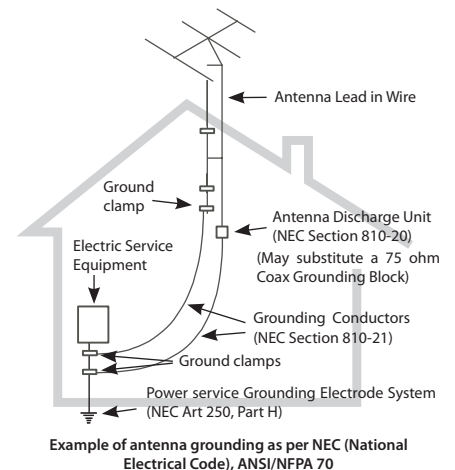 Antenna Lead in Wire
Ground
clamp
Antenna Discharge Unit
(NEC Section 810-20)
(May substitute a 75 ohm
Coax Grounding Block)
Electric Service
Equipment
Grounding Conductors
(NEC Section 810-21)
Ground clamps
Power service Grounding Electrode System
(NEC Art 250, Part H)
Example of antenna grounding as per NEC (National
Electrical Code), ANSI/NFPA 70